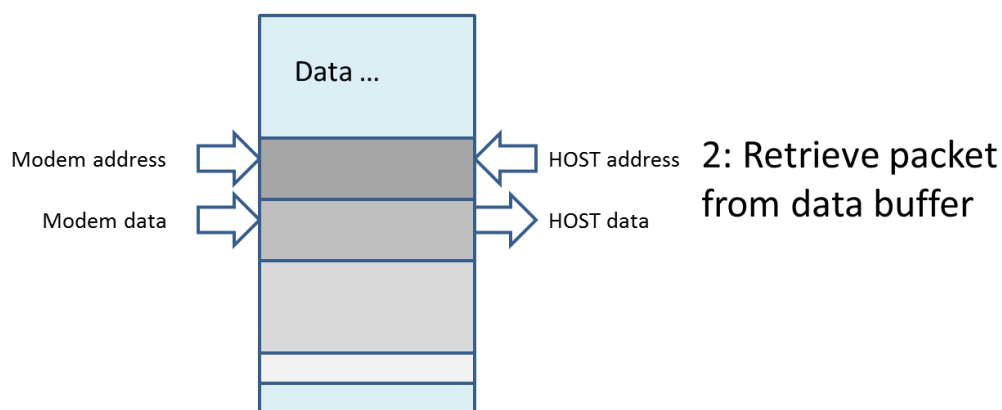 Data ...
Modem address
HOST address
Modem data
HOST data
2: Retrieve packet
from data buffer